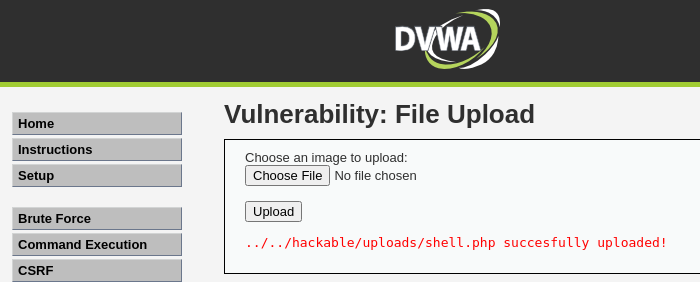 DVWA
Home
Instructions
Setup
Brute Force
Command Execution
CSRF
Vulnerability: File Upload
Choose an image to upload:
Choose File No file chosen
Upload
../../hackable/uploads/shell.php succesfully uploaded!